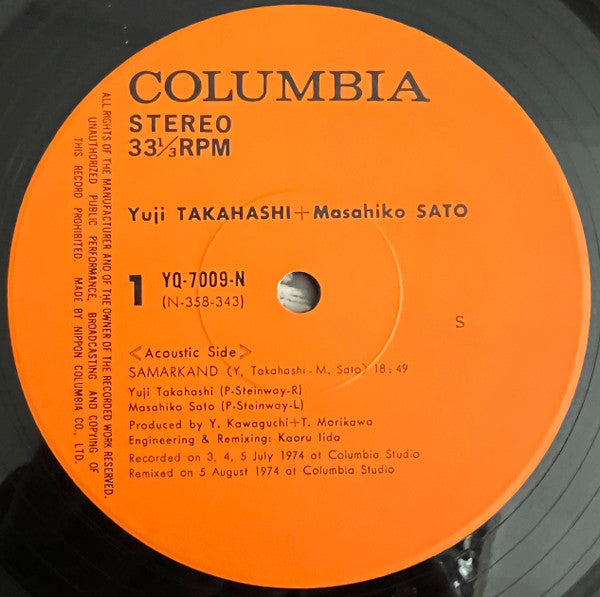 COLUMBIA
STEREO
33⅓RPM
Yuji TAKAHASHI+Masahiko SATO
1 YQ-7009-N
(N-358-343)
S
<Acoustic Side>
SAMARKAND (Y. Takahashi-M. Sato) 18:49
Yuji Takahashi (P-Steinway-R)
Masahiko Sato (P-Steinway-L)
Produced by Y. Kawaguchi+T. Morikawa
Engineering & Remixing: Kaoru Iida
Recorded on 3, 4, 5 July 1974 at Columbia Studio
Remixed on 5 August 1974 at Columbia Studio
ALL RIGHTS OF THE MANUFACTURER AND OF THE OWNER OF THE RECORDED WORK RESERVED.
UNAUTHORIZED PUBLIC PERFORMANCE, BROADCASTING AND COPYING OF
THIS RECORD PROHIBITED. MADE BY NIPPON COLUMBIA CO., LTD.